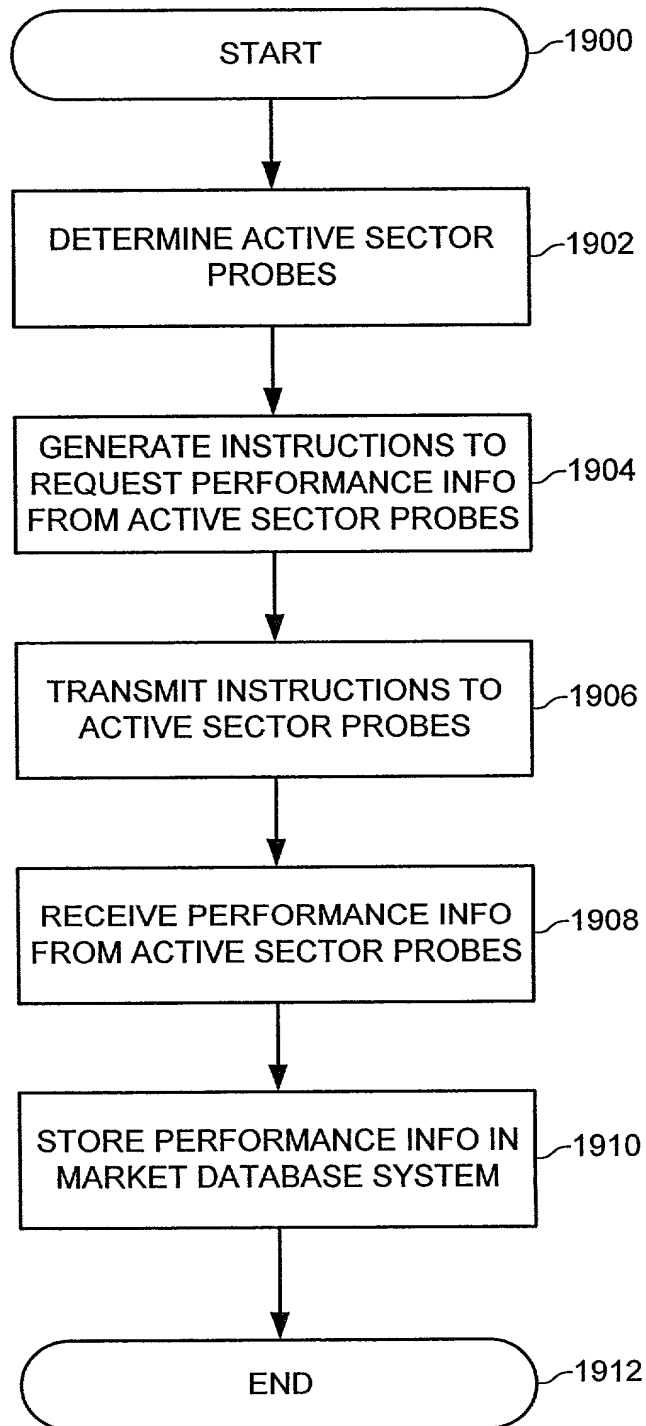 START
1900
DETERMINE ACTIVE SECTOR
PROBES
1902
GENERATE INSTRUCTIONS TO
REQUEST PERFORMANCE INFO
FROM ACTIVE SECTOR PROBES
1904
TRANSMIT INSTRUCTIONS TO
ACTIVE SECTOR PROBES
1906
RECEIVE PERFORMANCE INFO
FROM ACTIVE SECTOR PROBES
1908
STORE PERFORMANCE INFO IN
MARKET DATABASE SYSTEM
1910
END
1912